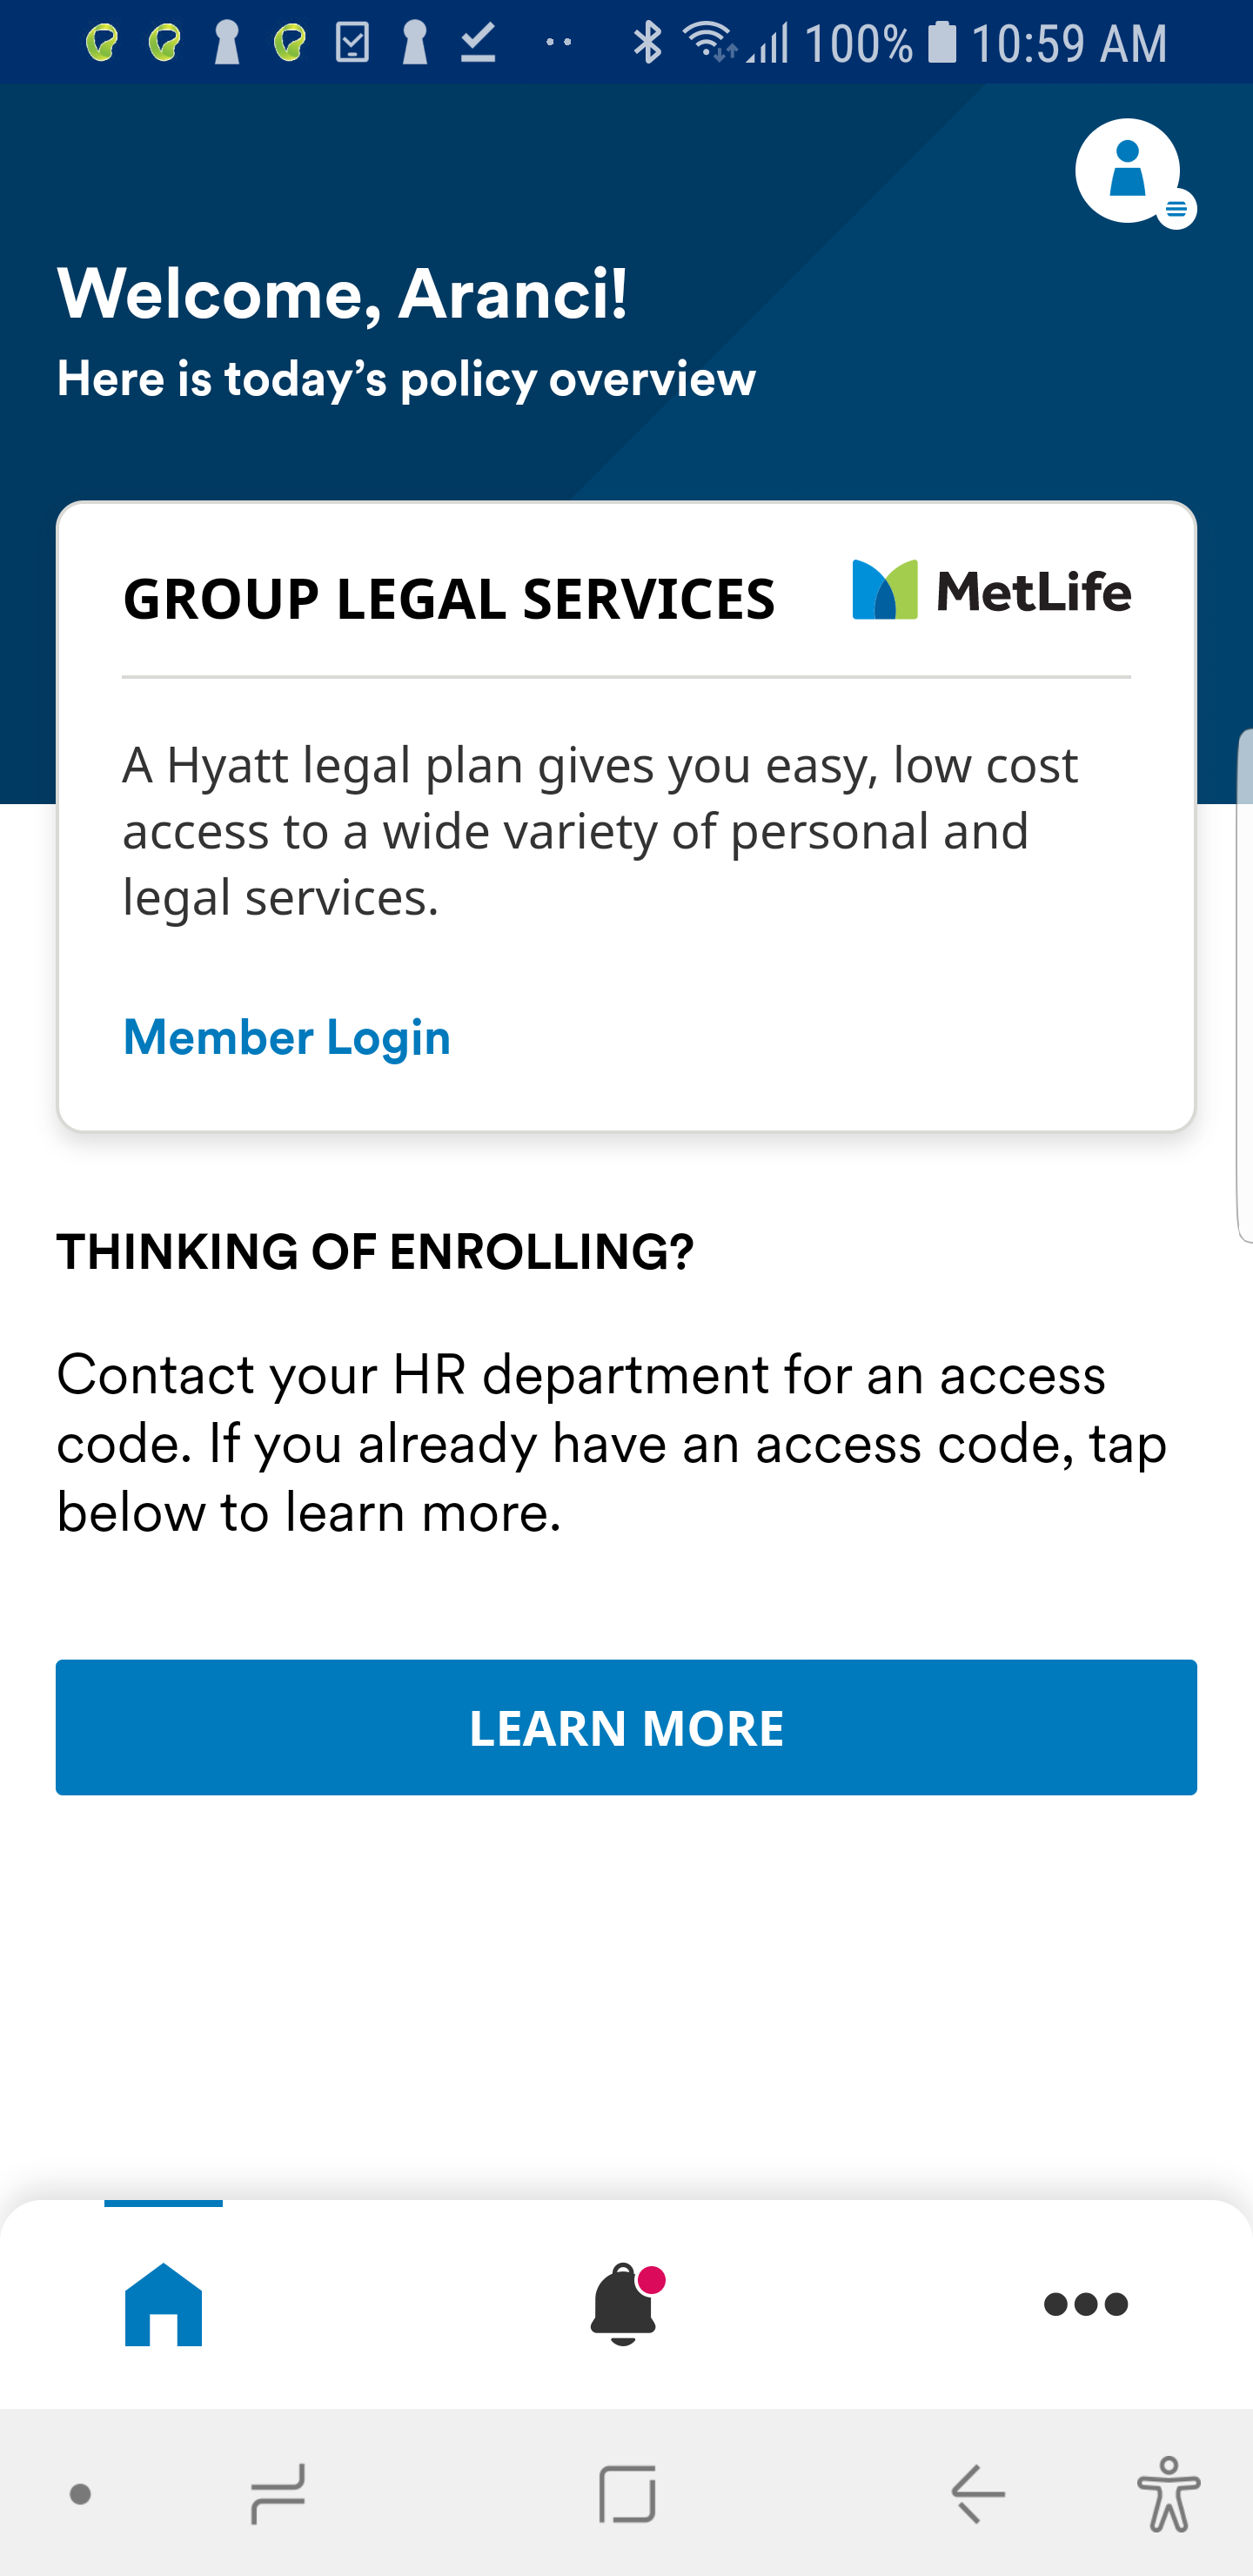 100% 10:59 AM
Welcome, Aranci!
Here is today’s policy overview
GROUP LEGAL SERVICES
MetLife
A Hyatt legal plan gives you easy, low cost
access to a wide variety of personal and
legal services.
Member Login
THINKING OF ENROLLING?
Contact your HR department for an access
code. If you already have an access code, tap
below to learn more.
LEARN MORE